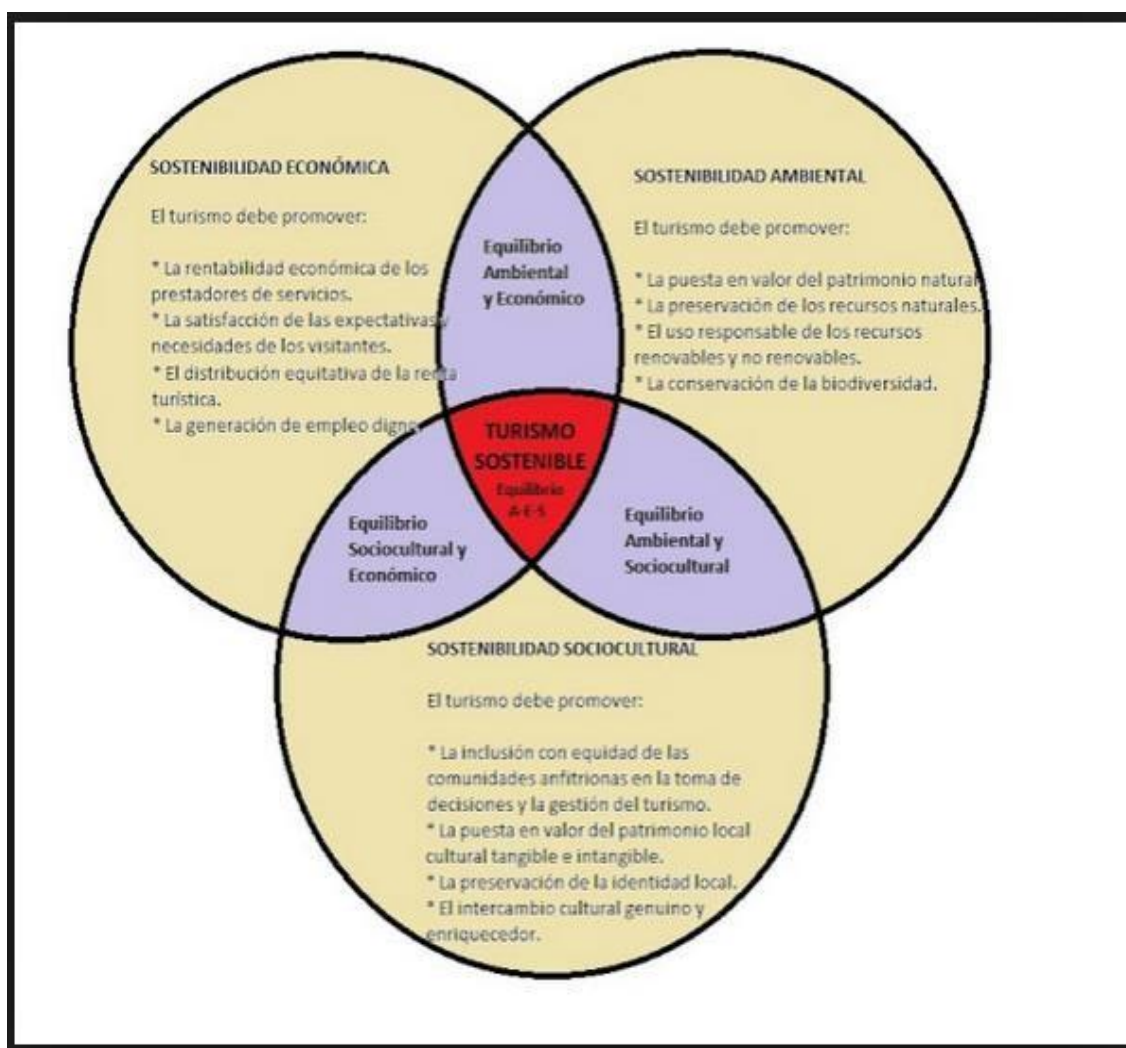 SOSTENIBILIDAD ECONÓMICA
El turismo debe promover:
* La rentabilidad económica de los
prestadores de servicios.
* La satisfacción de las expectativas y
necesidades de los visitantes.
* El distribución equitativa de la renta
turística.
* La generación de empleo digno.
Equilibrio
Ambiental
y Económico
SOSTENIBILIDAD AMBIENTAL
El turismo debe promover:
* La puesta en valor del patrimonio natural.
* La preservación de los recursos naturales.
* El uso responsable de los recursos
renovables y no renovables.
* La conservación de la biodiversidad.
TURISMO
SOSTENIBLE
Equilibrio
A-E-S
Equilibrio
Sociocultural y
Económico
Equilibrio
Ambiental y
Sociocultural
SOSTENIBILIDAD SOCIOCULTURAL
El turismo debe promover:
* La inclusión con equidad de las
comunidades anfitrionas en la toma de
decisiones y la gestión del turismo.
* La puesta en valor del patrimonio local
cultural tangible e intangible.
* La preservación de la identidad local.
* El intercambio cultural genuino y
enriquecedor.